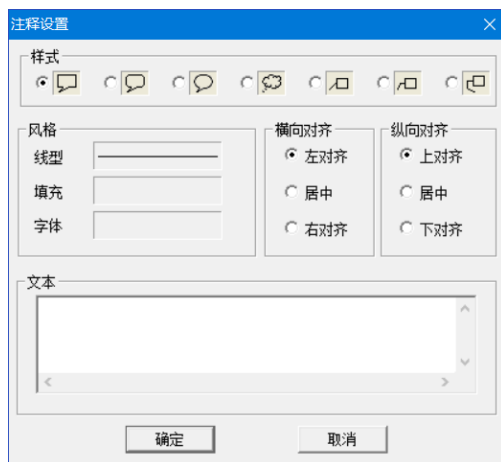 注释设置
样式
风格
线型
填充
字体
横向对齐
左对齐
居中
右对齐
纵向对齐
上对齐
居中
下对齐
文本
确定
取消